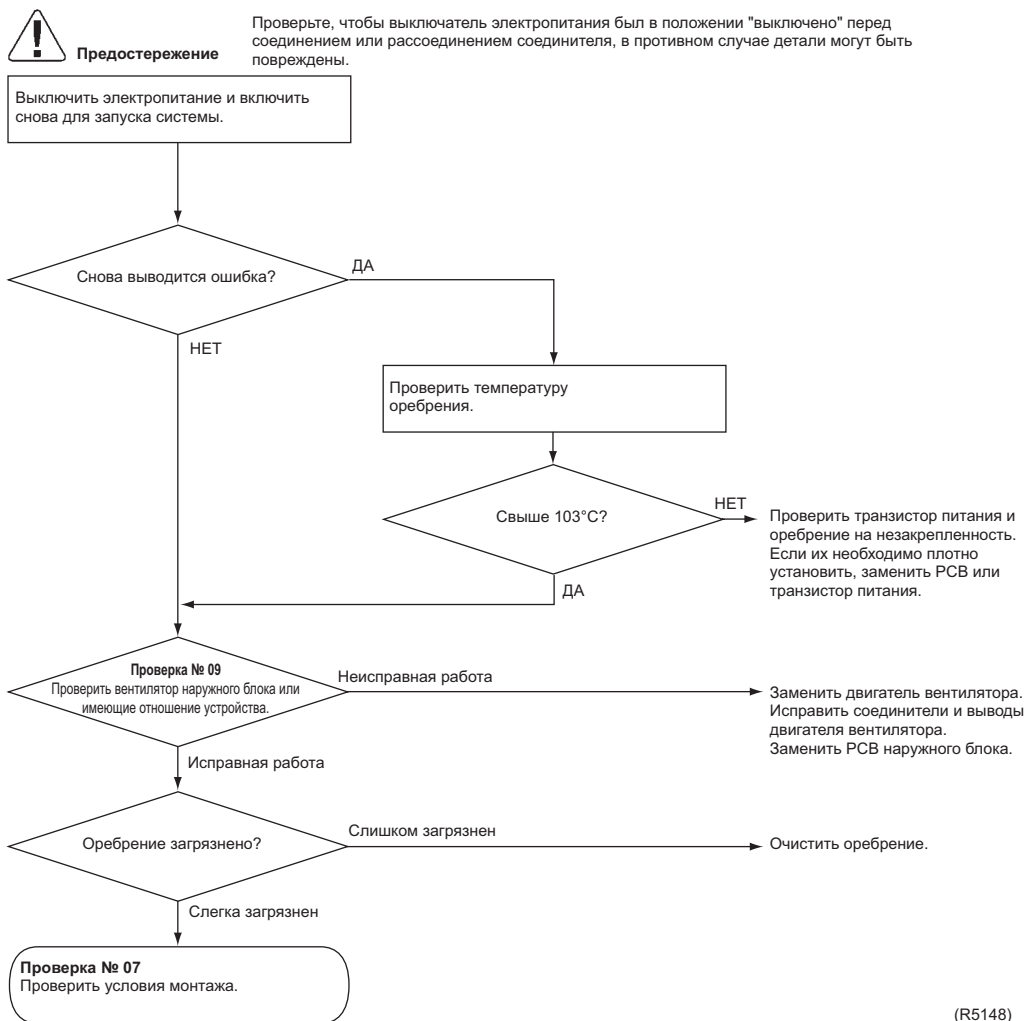 Предостережение
Проверьте, чтобы выключатель электропитания был в положении "выключено" перед
соединением или рассоединением соединителя, в противном случае детали могут быть
повреждены.
Выключить электропитание и включить
снова для запуска системы.
Снова выводится ошибка?
ДА
НЕТ
Проверить температуру
оребрения.
Свыше 103°C?
НЕТ
Проверить транзистор питания и
оребрение на незакрепленность.
Если их необходимо плотно
установить, заменить PCB или
транзистор питания.
ДА
Проверка № 09
Проверить вентилятор наружного блока или
имеющие отношение устройства.
Неисправная работа
Заменить двигатель вентилятора.
Исправить соединители и выводы
двигателя вентилятора.
Заменить PCB наружного блока.
Исправная работа
Оребрение загрязнено?
Слишком загрязнен
Очистить оребрение.
Слегка загрязнен
Проверка № 07
Проверить условия монтажа.
(R5148)